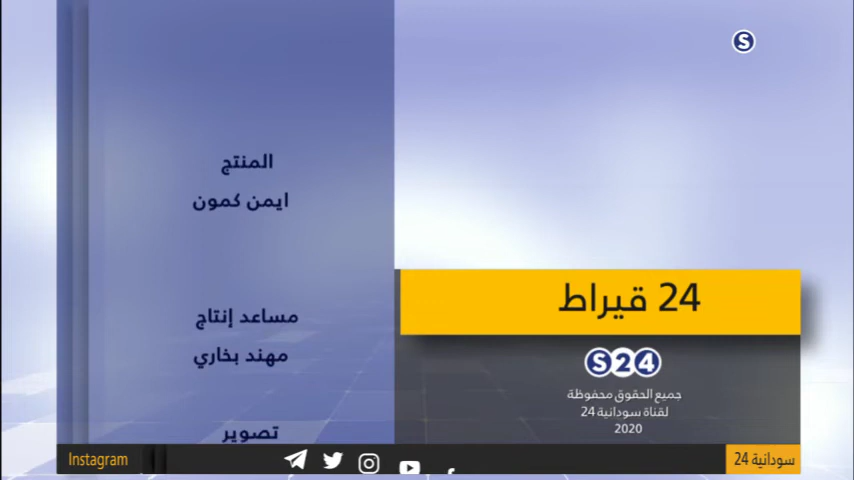 S
المنتج
ايمن كمون
مساعد إنتاج
مهند بخاري
تصوير
24 قيراط
S24
جميع الحقوق محفوظة
لقناة سودانية 24
2020
Instagram
سودانية 24